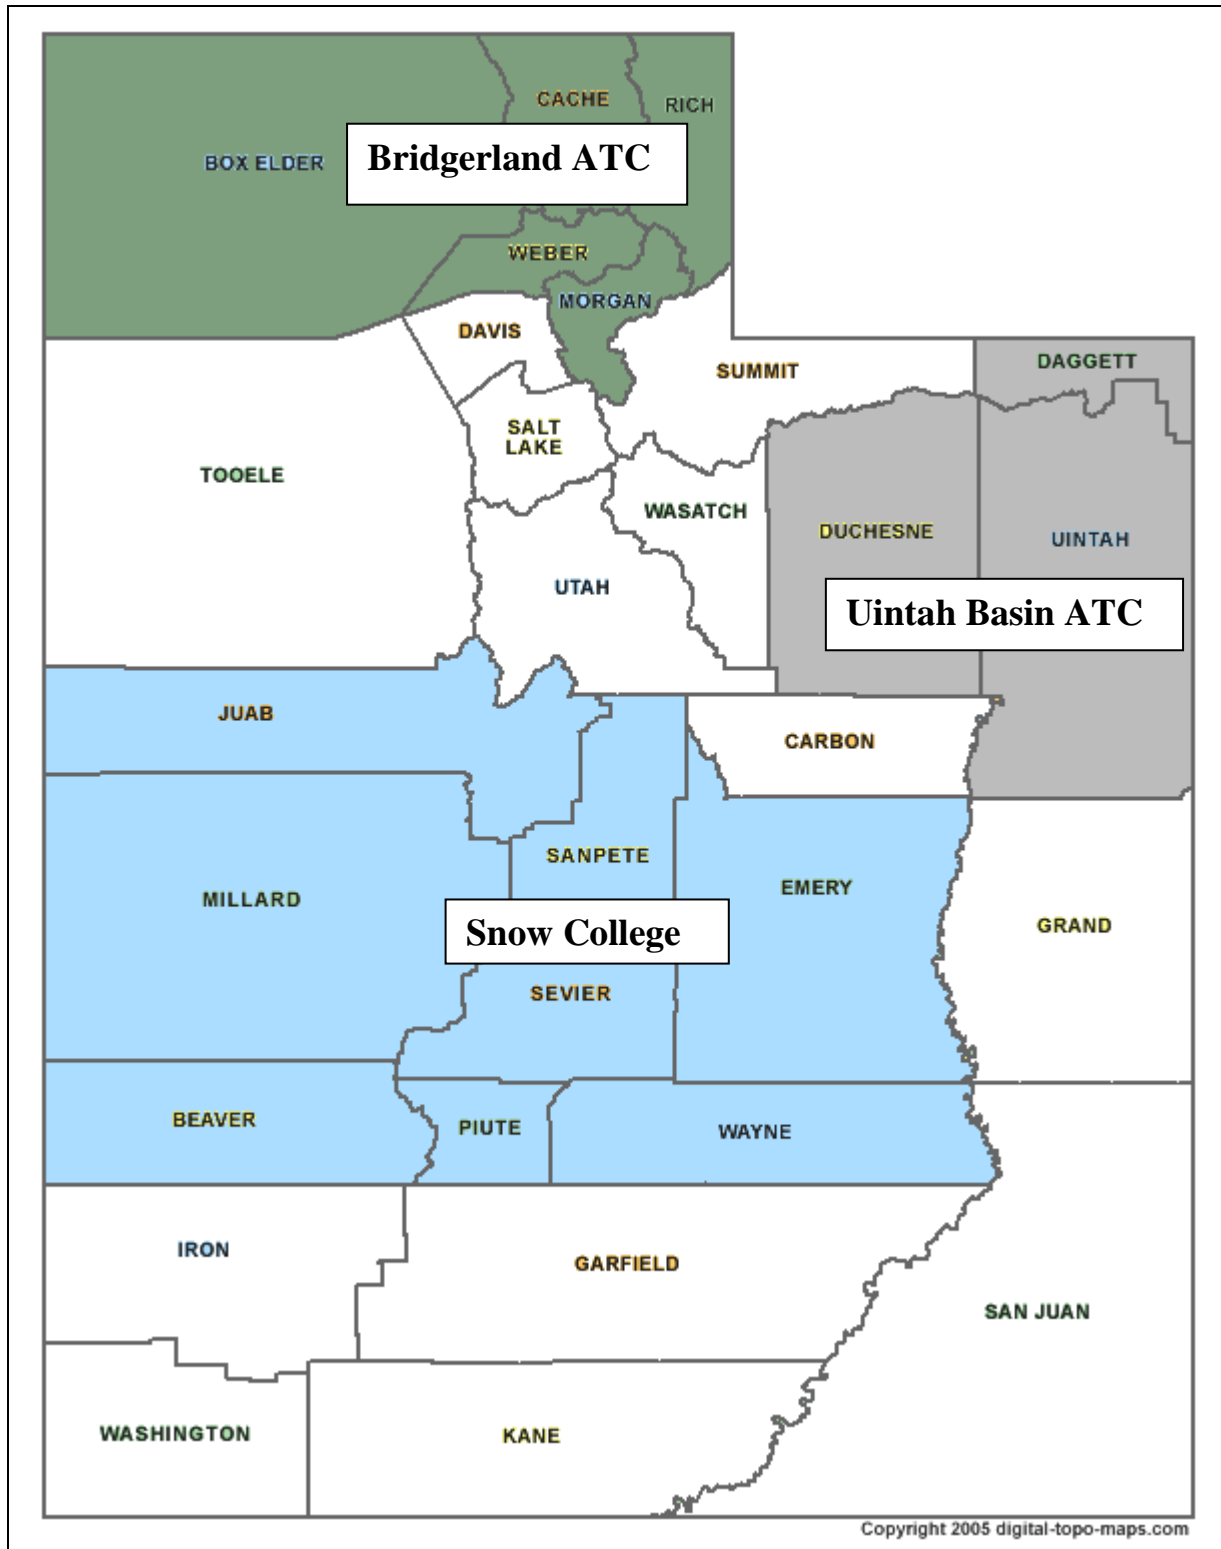 CACHE
RICH
BOX ELDER
Bridgerland ATC
WEBER
MORGAN
DAVIS
SUMMIT
DAGGETT
SALT
LAKE
TOOELE
WASATCH
DUCHESNE
UINTAH
UTAH
Uintah Basin ATC
JUAB
CARBON
SANPETE
EMERY
MILLARD
GRAND
Snow College
SEVIER
BEAVER
PIUTE
WAYNE
IRON
GARFIELD
SAN JUAN
WASHINGTON
KANE
Copyright 2005 digital-topo-maps.com